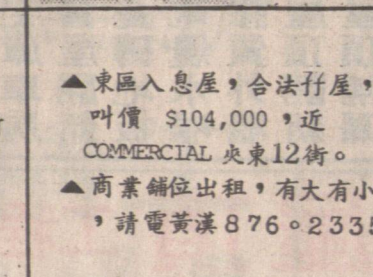 ▲東區入息屋，合法孖屋，
叫價 $104,000，近
COMMERCIAL 夾東12街。
▲商業鋪位出租，有大有小
，請電黃漢876。2335